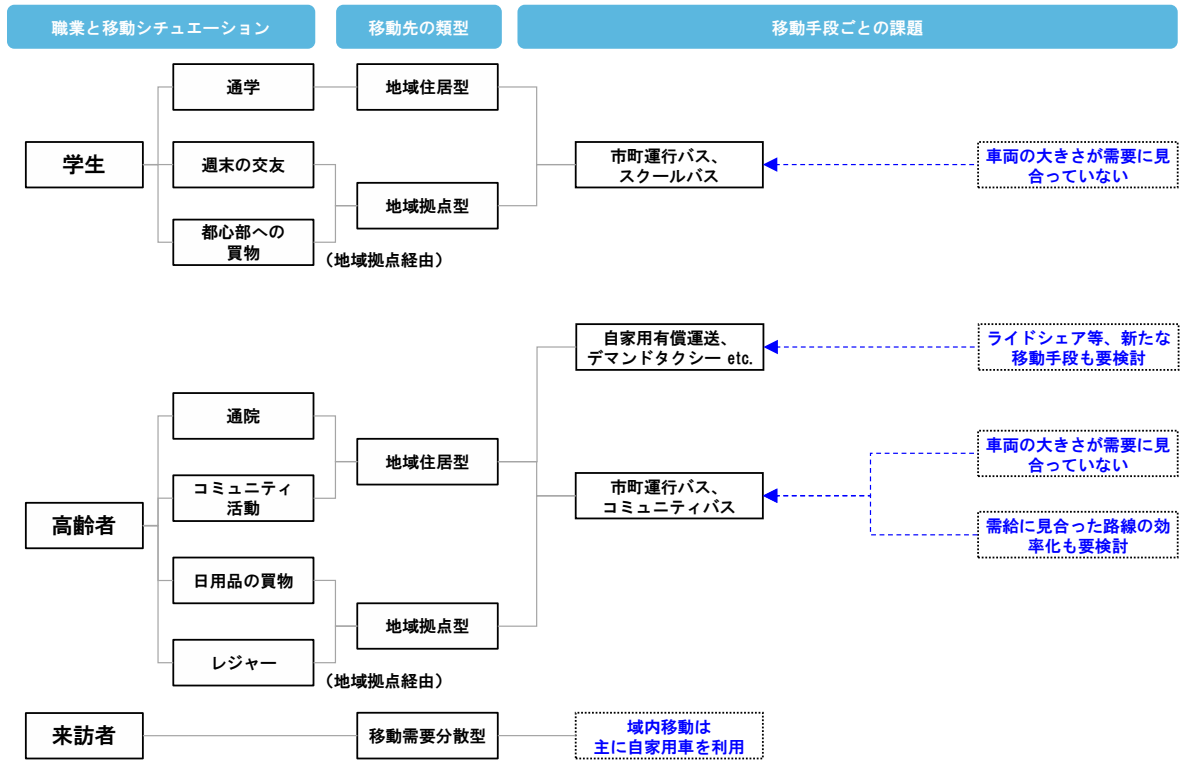 職業と移動シチュエーション
移動先の類型
移動手段ごとの課題
学生
通学
週末の交友
都心部への
買物
地域住居型
地域拠点型
（地域拠点経由）
市町運行バス、
スクールバス
車両の大きさが需要に見
合っていない
高齢者
通院
コミュニティ
活動
日用品の買物
レジャー
地域住居型
地域拠点型
（地域拠点経由）
自家用有償運送、
デマンドタクシー etc.
ライドシェア等、新たな
移動手段も要検討
市町運行バス、
コミュニティバス
車両の大きさが需要に見
合っていない
需給に見合った路線の効
率化も要検討
来訪者
移動需要分散型
域内移動は
主に自家用車を利用